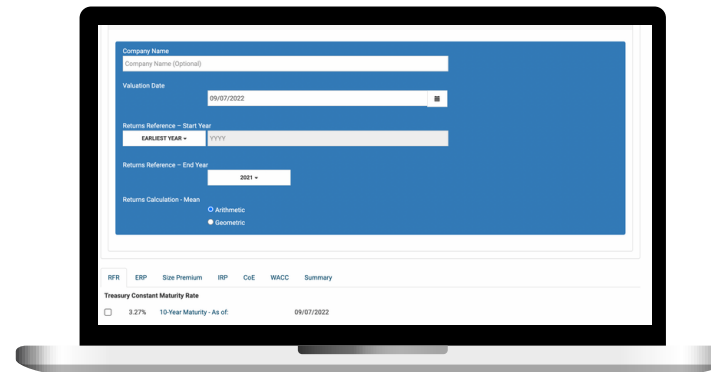 Company Name
Company Name (Optional)
Valuation Date
09/07/2022
Returns Reference – Start Year
EARLIEST YEAR YYYY
Returns Reference – End Year
2021
Returns Calculation - Mean
Arithmetic
Geometric
RFR ERP Size Premium IRP CoE WACC Summary
Treasury Constant Maturity Rate
3.27% 10-Year Maturity - As of: 09/07/2022